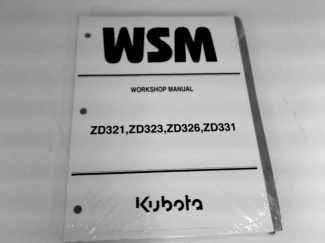 WSM
WORKSHOP MANUAL
ZD321,ZD323,ZD326,ZD331
Kubota